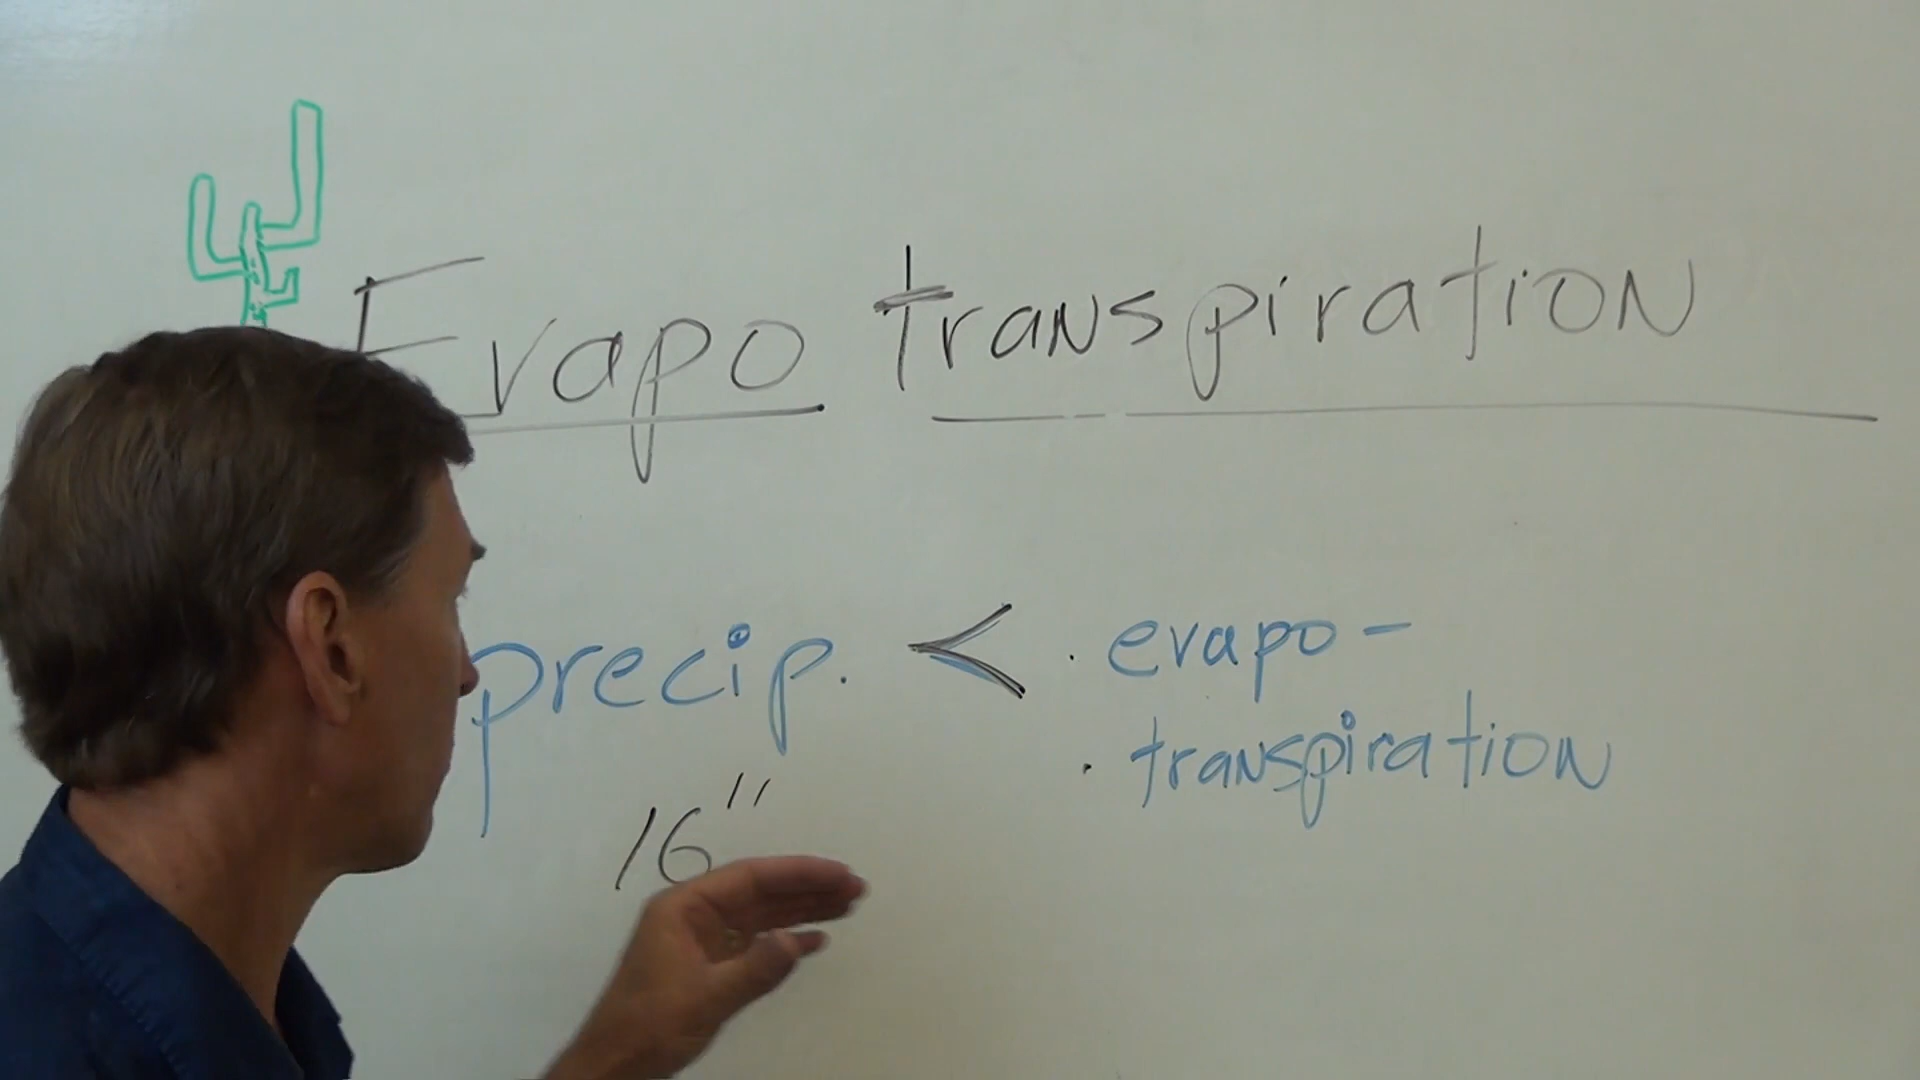 Evapo transpiration
precip. < . evapo-
. transpiration
16"